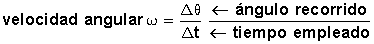 velocidad angular ω = Δθ / Δt
← ángulo recorrido
← tiempo empleado